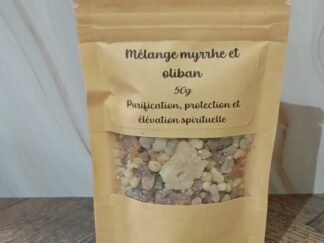 Mélange myrrhe et
oliban
50g
Purification, protection et
élévation spirituelle